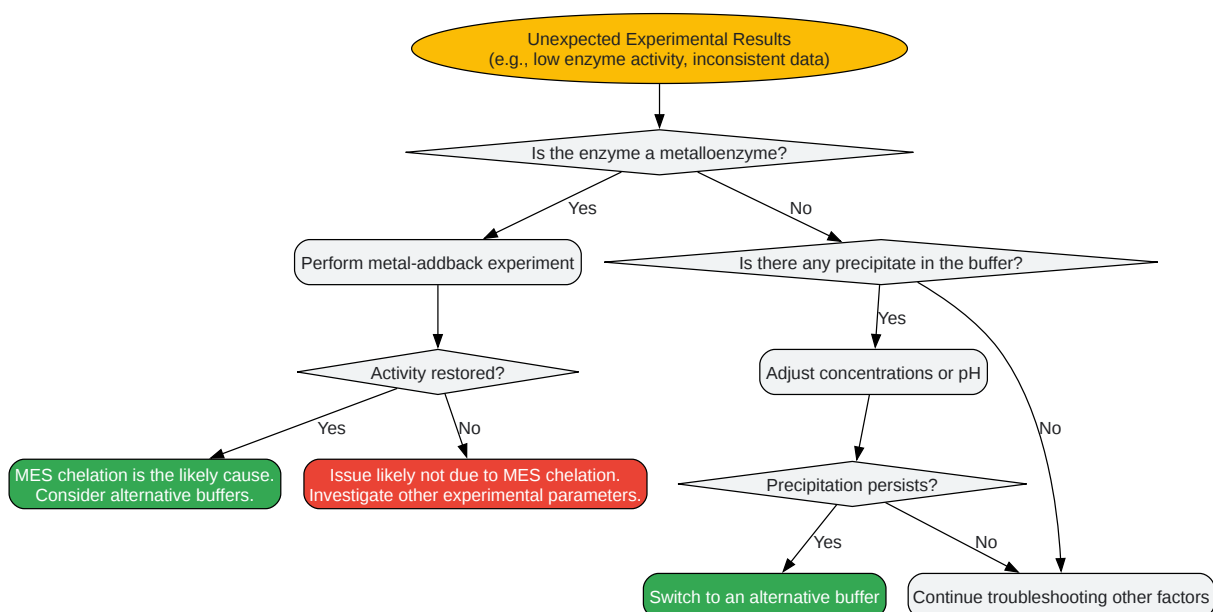 Unexpected Experimental Results
(e.g., low enzyme activity, inconsistent data)
Is the enzyme a metalloenzyme?
Yes
No
Perform metal-addback experiment
Is there any precipitate in the buffer?
Yes
Activity restored?
Adjust concentrations or pH
Yes
No
No
MES chelation is the likely cause.
Consider alternative buffers.
Issue likely not due to MES chelation.
Investigate other experimental parameters.
Precipitation persists?
Yes
No
Switch to an alternative buffer
Continue troubleshooting other factors